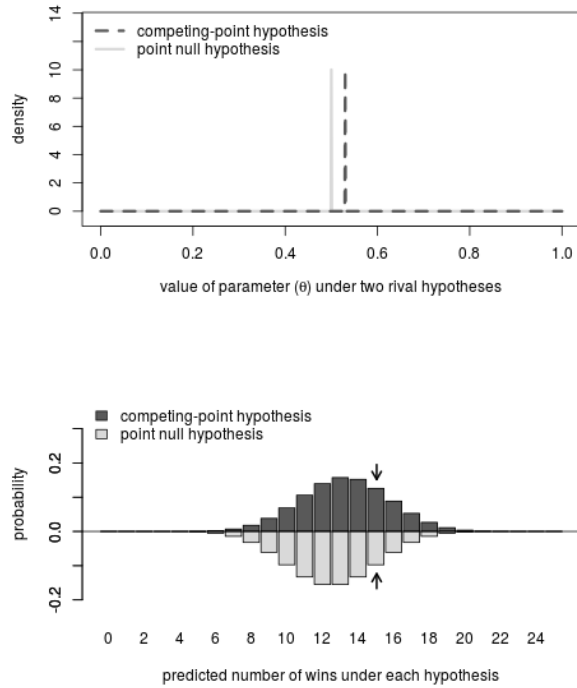 14
12
10
8
6
4
2
0
density
competing-point hypothesis
point null hypothesis
0.0 0.2 0.4 0.6 0.8 1.0
value of parameter (θ) under two rival hypotheses
competing-point hypothesis
point null hypothesis
0.2
0.0
-0.2
probability
0 2 4 6 8 10 12 14 16 18 20 22 24
predicted number of wins under each hypothesis